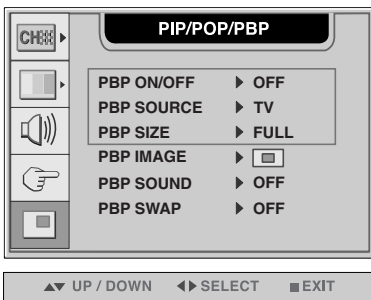 PIP/POP/PBP
CH
PBP ON/OFF ▶ OFF
PBP SOURCE ▶ TV
PBP SIZE ▶ FULL
PBP IMAGE ▶
PBP SOUND ▶ OFF
PBP SWAP ▶ OFF
▲▼ UP / DOWN ◀▶ SELECT ■ EXIT